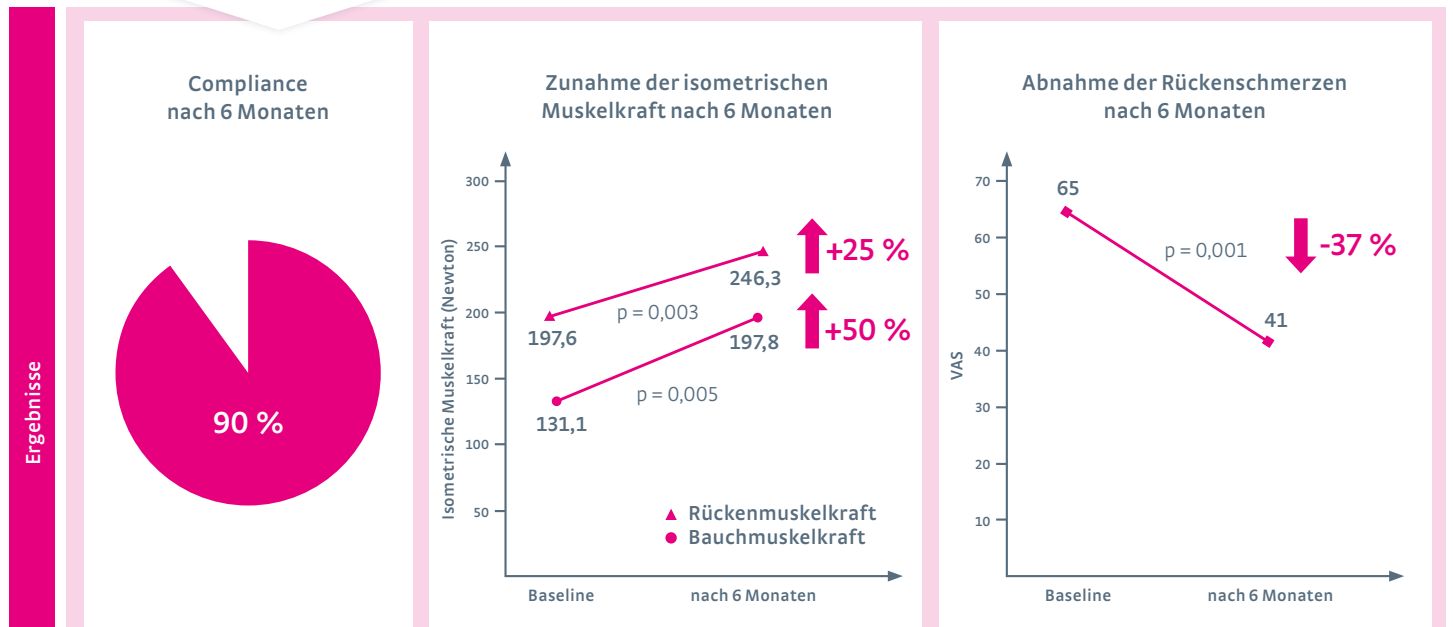 Ergebnisse
Compliance
nach 6 Monaten
90 %
Zunahme der isometrischen
Muskelkraft nach 6 Monaten
Isometrische Muskelkraft (Newton)
300
250
200
150
100
50
197,6
p = 0,003
246,3
+25 %
131,1
p = 0,005
197,8
+50 %
Rückenmuskelkraft
Bauchmuskelkraft
Baseline
nach 6 Monaten
Abnahme der Rückenschmerzen
nach 6 Monaten
VAS
70
60
50
40
30
20
10
65
p = 0,001
41
-37 %
Baseline
nach 6 Monaten